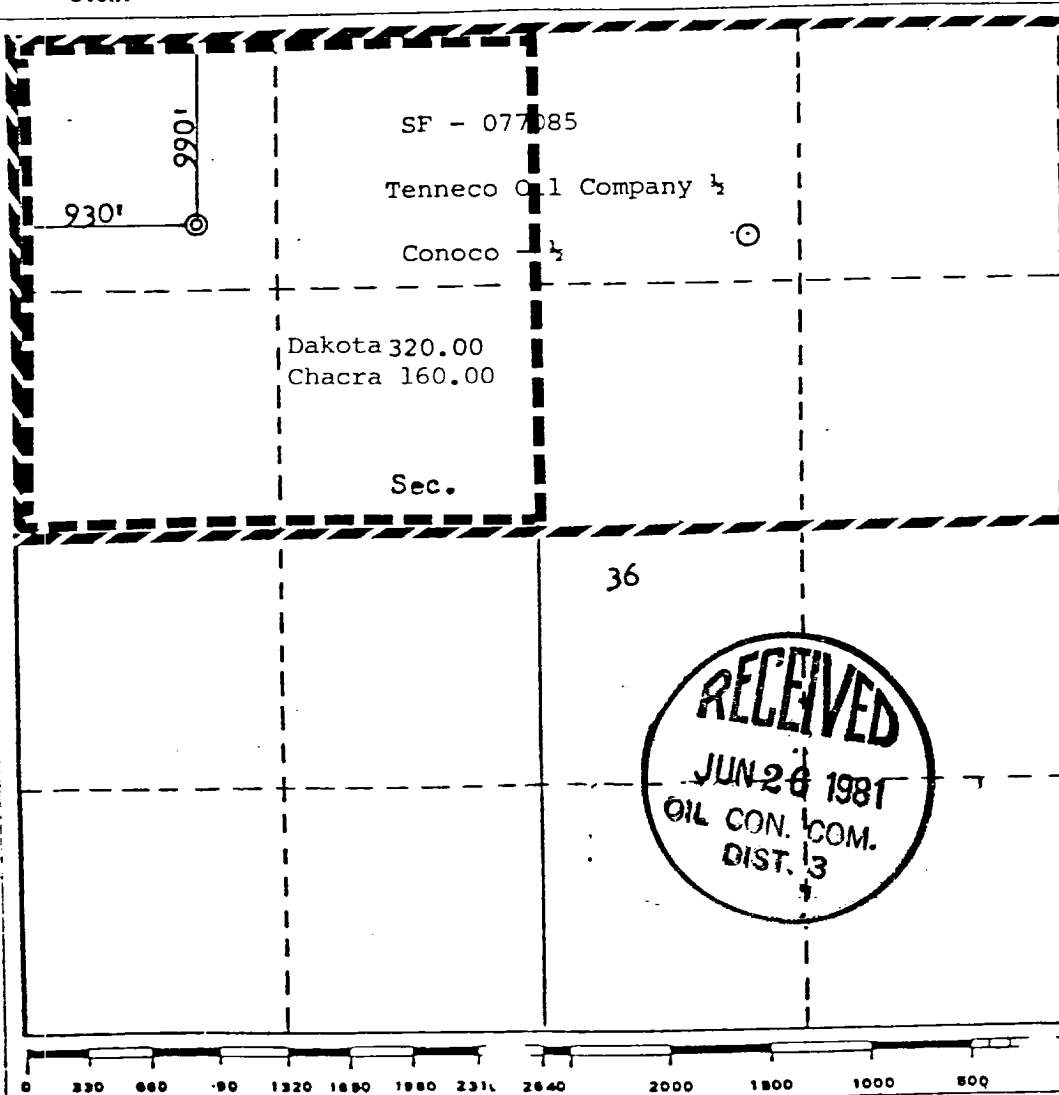 990'
SF - 077085
Tenneco Oil Company ½
930'
Conoco - ½
Dakota 320.00
Chacra 160.00
Sec.
36
RECEIVED
JUN 26 1981
OIL CON. COM.
DIST. 3
0 330 660 90 1320 1650 1980 2310 2640 2000 1500 1000 500